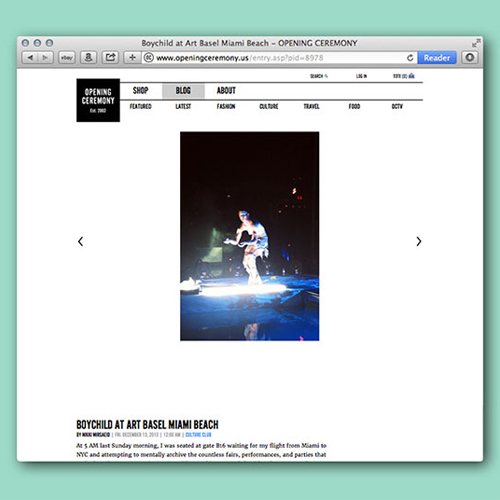 Boychild at Art Basel Miami Beach – OPENING CEREMONY
ebay
www.openingceremony.us/entry.asp?pid=8978
Reader
SEARCH
LOG IN
TOTE (0)
OPENING
CEREMONY
Est. 2002
SHOP
BLOG
ABOUT
FEATURED
LATEST
FASHION
CULTURE
TRAVEL
FOOD
OCTV
BOYCHILD AT ART BASEL MIAMI BEACH
BY NIKKI | FRI. DECEMBER 13, 2013 | 12:00 AM | CULTURE CLUB
At 5 AM last Sunday morning, I was seated at gate B16 waiting for my flight from Miami to
NYC and attempting to mentally archive the countless fairs, performances, and parties that